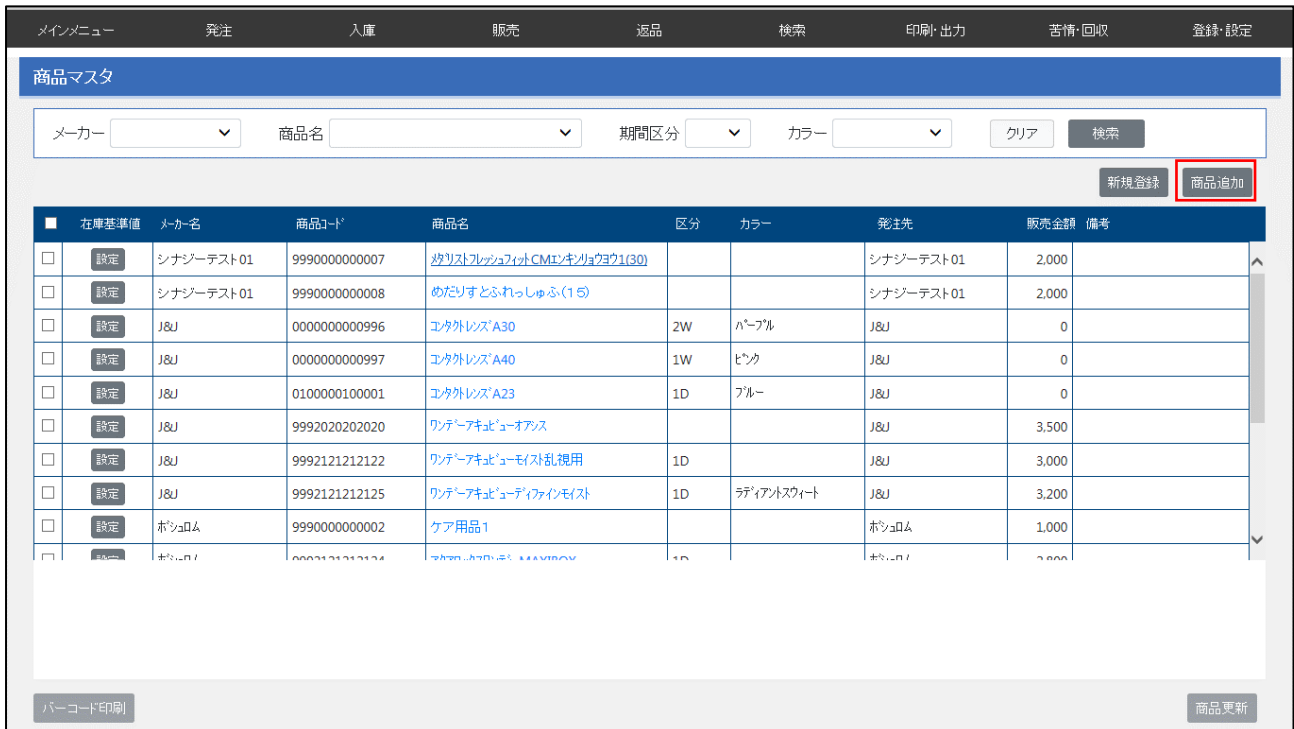 メインメニュー 発注 入庫 販売 返品 検索 印刷・出力 苦情・回収 登録・設定
商品マスタ
メーカー 商品名 期間区分 カラー クリア 検索
新規登録 商品追加
在庫基準値 ﾒｰｶｰ名 商品ｺｰﾄﾞ 商品名 区分 カラー 発注先 販売金額 備考
設定 シナジーテスト01 9990000000007 ﾒﾀﾞﾘｽﾄﾌﾚｯｼｭﾌｨｯﾄCMｴﾝｷﾝﾘｮｳﾖｳ1(30) シナジーテスト01 2,000
設定 シナジーテスト01 9990000000008 めだりすとふれっしゅふ(15) シナジーテスト01 2,000
設定 J&J 0000000000996 ｺﾝﾀｸﾄﾚﾝｽﾞA30 2W ﾊﾟｰﾌﾟﾙ J&J 0
設定 J&J 0000000000997 ｺﾝﾀｸﾄﾚﾝｽﾞA40 1W ﾋﾟﾝｸ J&J 0
設定 J&J 0100000100001 ｺﾝﾀｸﾄﾚﾝｽﾞA23 1D ﾌﾞﾙｰ J&J 0
設定 J&J 9992020202020 ﾜﾝﾃﾞｰｱｷｭﾋﾞｭｰｵｱｼｽ J&J 3,500
設定 J&J 9992121212122 ﾜﾝﾃﾞｰｱｷｭﾋﾞｭｰﾓｲｽﾄ乱視用 1D J&J 3,000
設定 J&J 9992121212125 ﾜﾝﾃﾞｰｱｷｭﾋﾞｭｰﾃﾞｨﾌｧｲﾝﾓｲｽﾄ 1D ﾗﾃﾞｨｱﾝﾄｽｳｨｰﾄ J&J 3,200
設定 ﾎﾞｼｭﾛﾑ 9990000000002 ケア用品1 ﾎﾞｼｭﾛﾑ 1,000
設定 ﾎﾞｼｭﾛﾑ 9992121212124 MAXIBOX 1D ﾎﾞｼｭﾛﾑ 2,800
バーコード印刷 商品更新